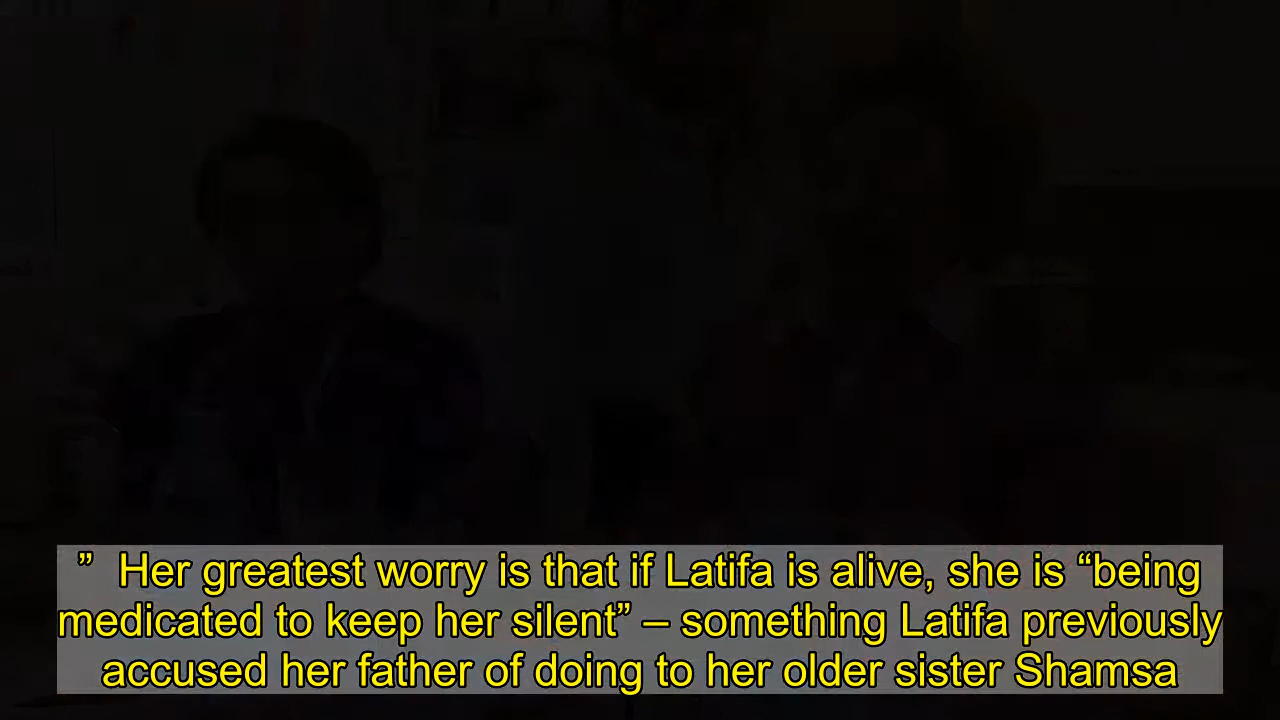 ”  Her greatest worry is that if Latifa is alive, she is “being
medicated to keep her silent” – something Latifa previously
accused her father of doing to her older sister Shamsa